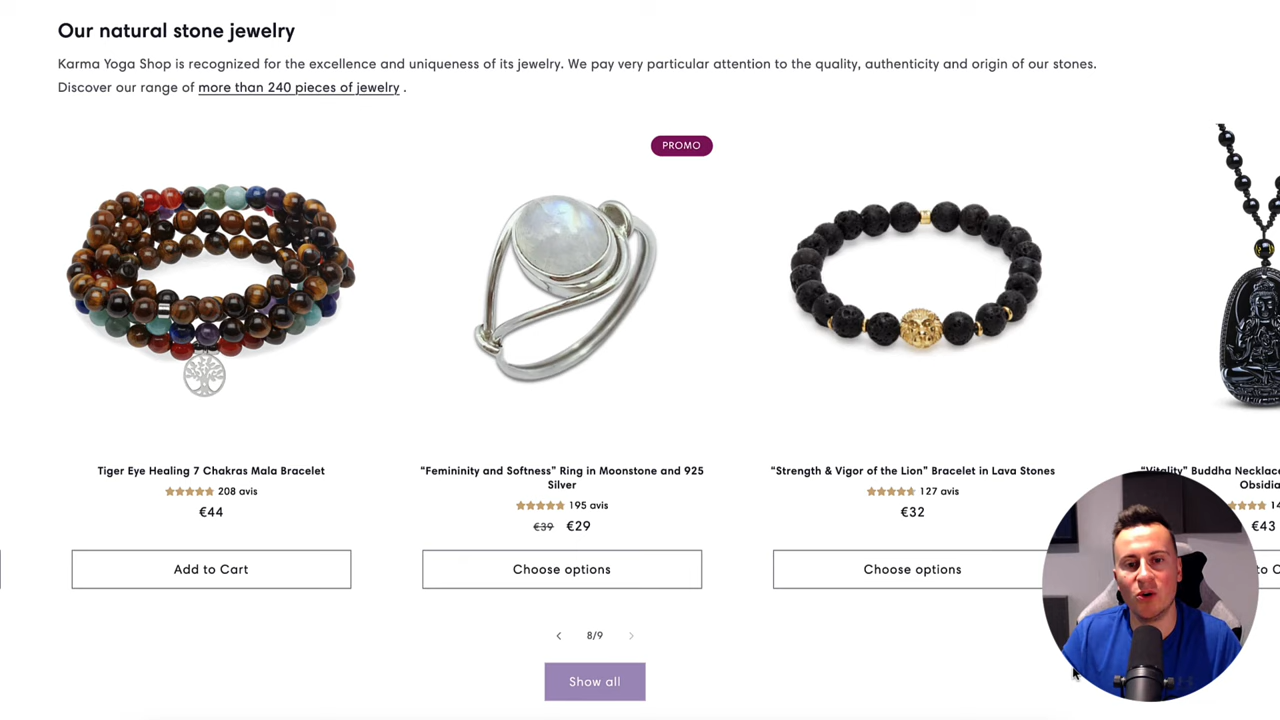 Our natural stone jewelry
Karma Yoga Shop is recognized for the excellence and uniqueness of its jewelry. We pay very particular attention to the quality, authenticity and origin of our stones.
Discover our range of more than 240 pieces of jewelry .
PROMO
Tiger Eye Healing 7 Chakras Mala Bracelet
208 avis
€44
Add to Cart
"Femininity and Softness" Ring in Moonstone and 925
Silver
195 avis
€39 €29
Choose options
"Strength & Vigor of the Lion" Bracelet in Lava Stones
127 avis
€32
Choose options
"Vitality" Buddha
€43
8/9
Show all